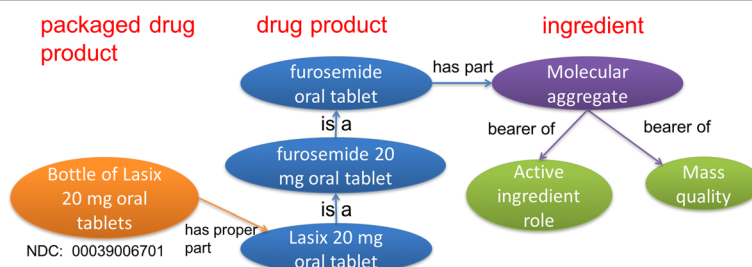 packaged drug
product
drug product
ingredient
furosemide
oral tablet
has part
Molecular
aggregate
is a
bearer of
bearer of
furosemide 20
mg oral tablet
Active
ingredient
role
Mass
quality
Bottle of Lasix
20 mg oral
tablets
is a
has proper
part
NDC: 00039006701
Lasix 20 mg
oral tablet